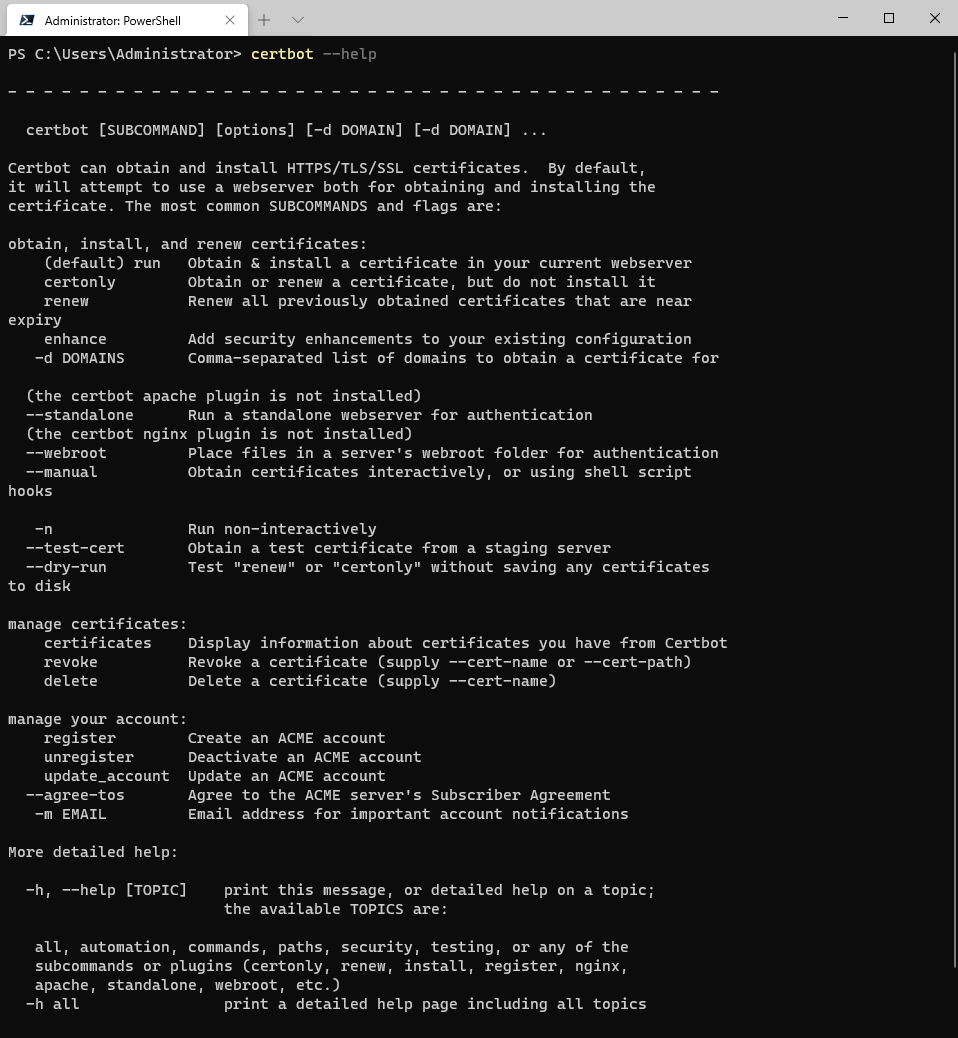 Administrator: PowerShell
PS C:\Users\Administrator> certbot --help
- - - - - - - - - - - - - - - - - - - - - - - - - - - - - - - - - - - - - - - -
certbot [SUBCOMMAND] [options] [-d DOMAIN] [-d DOMAIN] ...
Certbot can obtain and install HTTPS/TLS/SSL certificates.  By default,
it will attempt to use a webserver both for obtaining and installing the
certificate. The most common SUBCOMMANDS and flags are:
obtain, install, and renew certificates:
    (default) run   Obtain & install a certificate in your current webserver
    certonly        Obtain or renew a certificate, but do not install it
    renew           Renew all previously obtained certificates that are near
expiry
    enhance         Add security enhancements to your existing configuration
   -d DOMAINS       Comma-separated list of domains to obtain a certificate for
  (the certbot apache plugin is not installed)
  --standalone      Run a standalone webserver for authentication
  (the certbot nginx plugin is not installed)
  --webroot         Place files in a server's webroot folder for authentication
  --manual          Obtain certificates interactively, or using shell script
hooks
   -n               Run non-interactively
  --test-cert       Obtain a test certificate from a staging server
  --dry-run         Test "renew" or "certonly" without saving any certificates
to disk
manage certificates:
    certificates    Display information about certificates you have from Certbot
    revoke          Revoke a certificate (supply --cert-name or --cert-path)
    delete          Delete a certificate (supply --cert-name)
manage your account:
    register        Create an ACME account
    unregister      Deactivate an ACME account
    update_account  Update an ACME account
  --agree-tos       Agree to the ACME server's Subscriber Agreement
   -m EMAIL         Email address for important account notifications
More detailed help:
  -h, --help [TOPIC]    print this message, or detailed help on a topic;
                        the available TOPICS are:
   all, automation, commands, paths, security, testing, or any of the
   subcommands or plugins (certonly, renew, install, register, nginx,
   apache, standalone, webroot, etc.)
  -h all                print a detailed help page including all topics